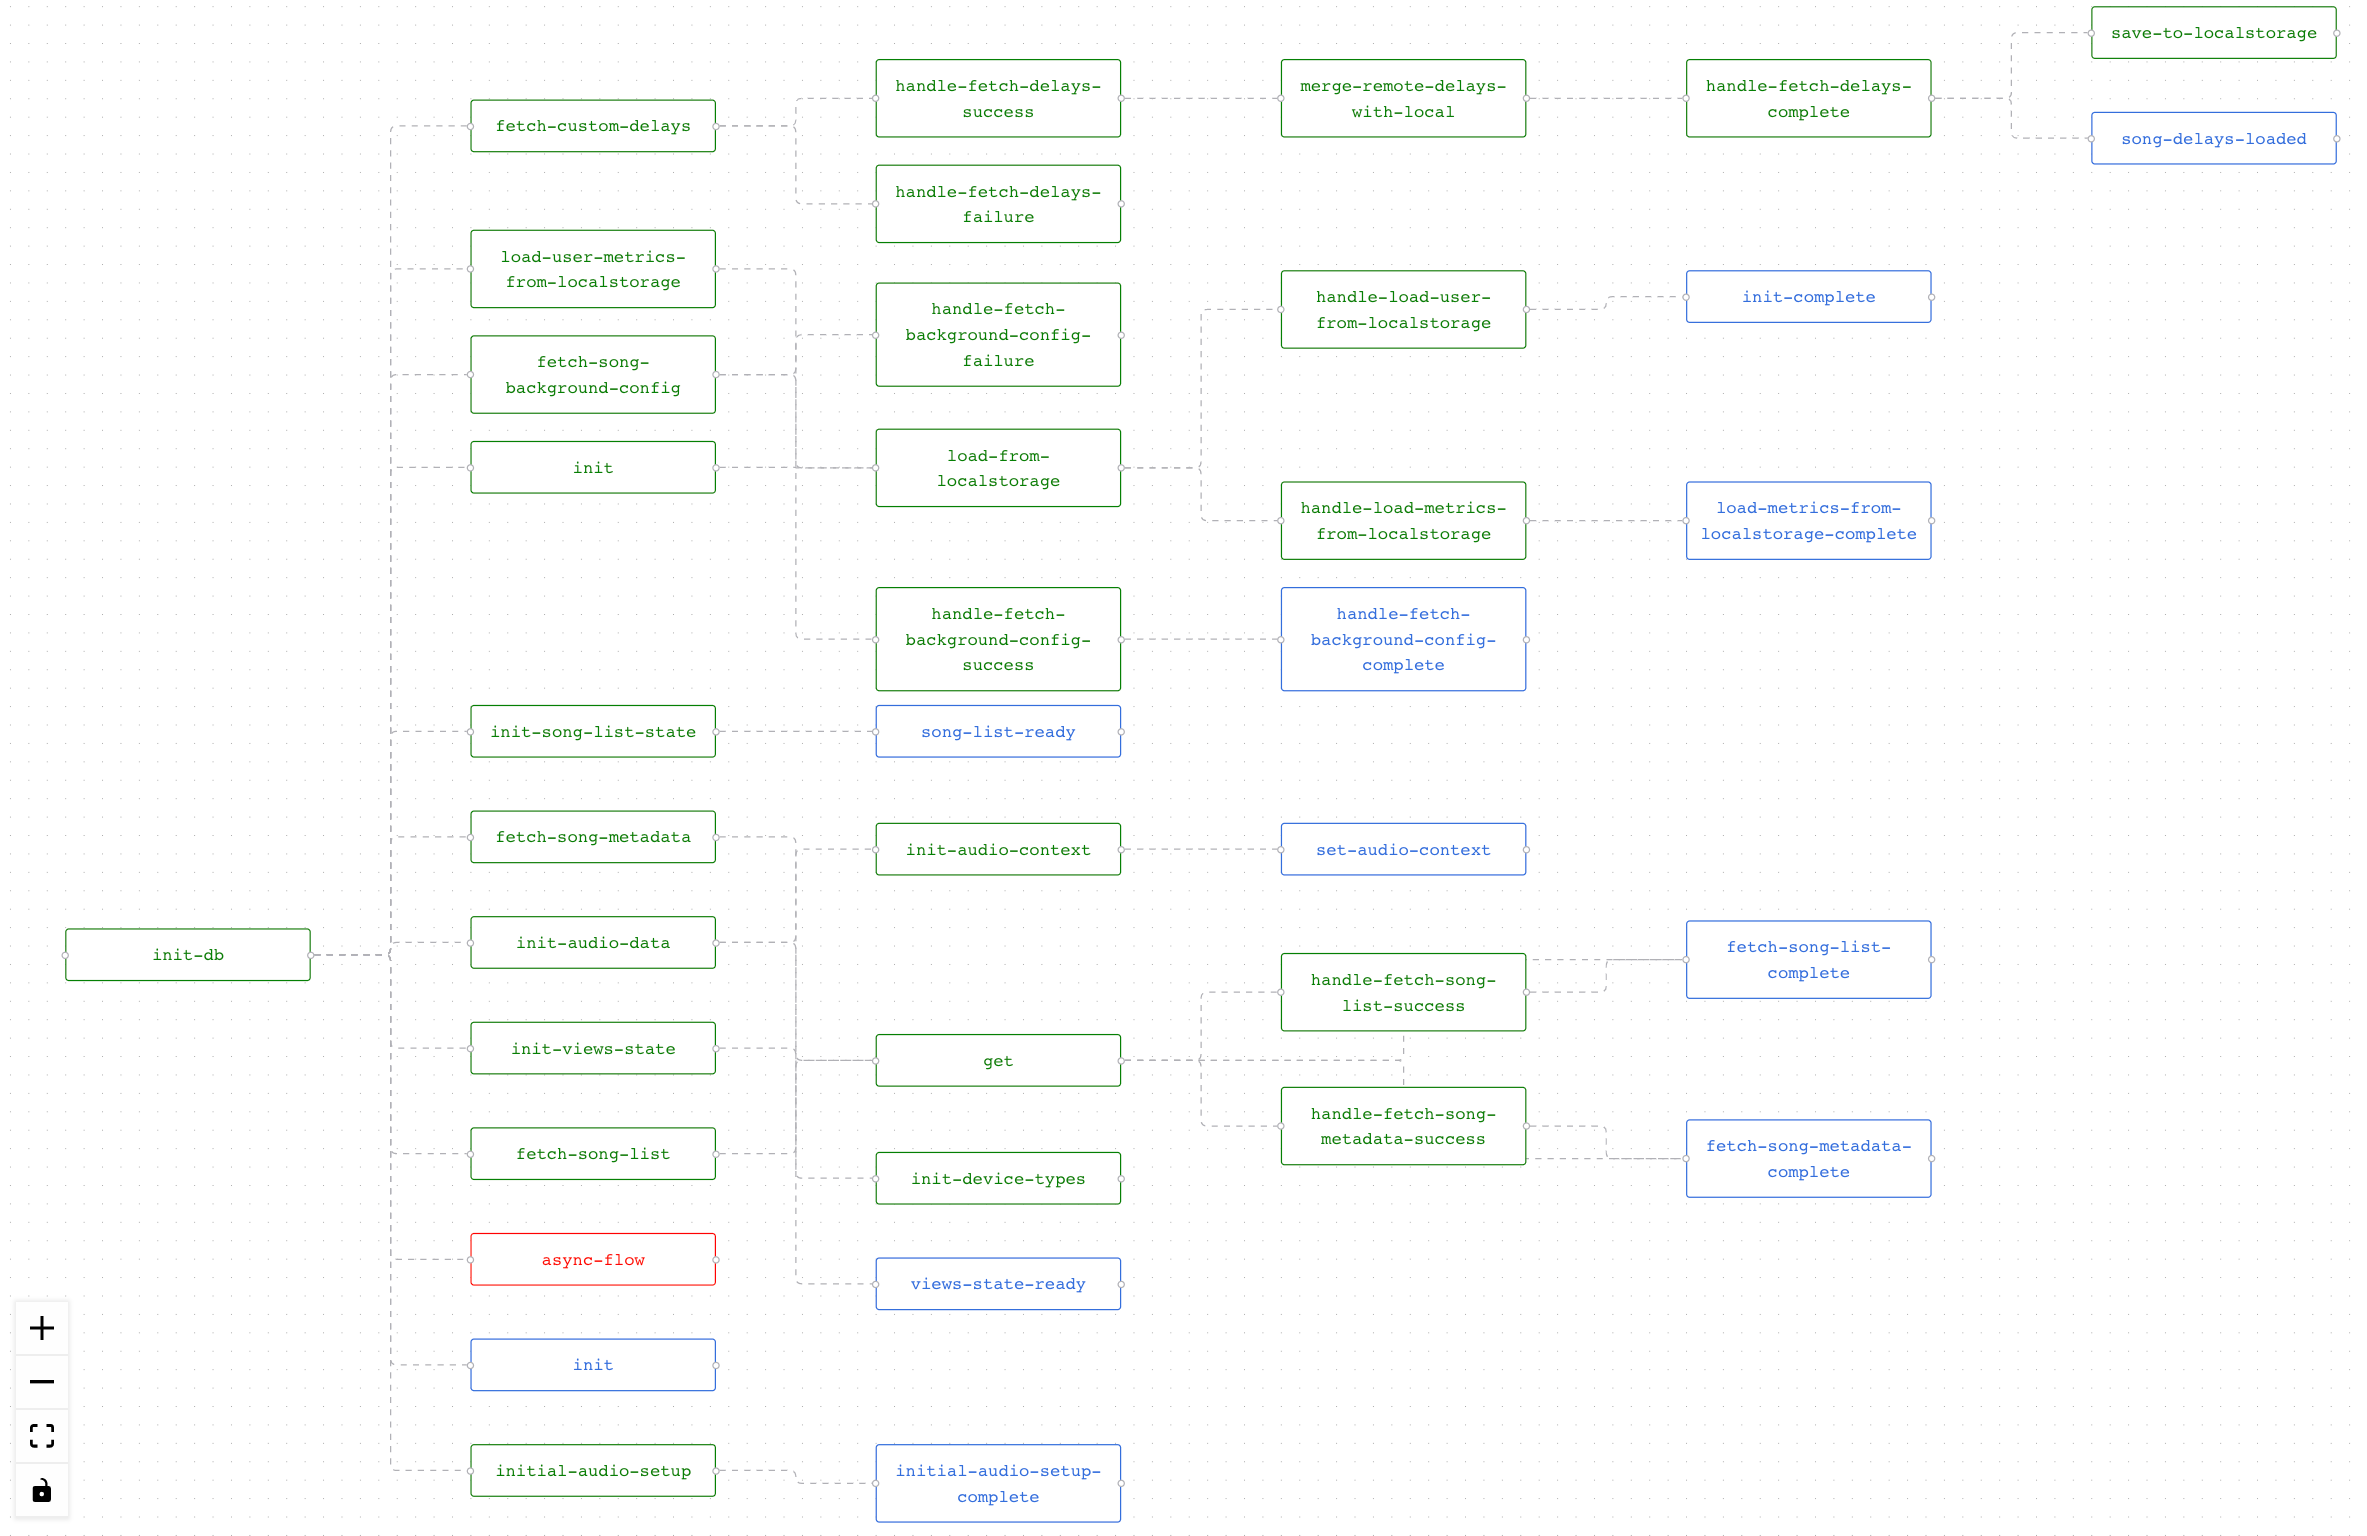 save-to-localstorage
handle-fetch-delays-
success
merge-remote-delays-
with-local
handle-fetch-delays-
complete
fetch-custom-delays
song-delays-loaded
handle-fetch-delays-
failure
load-user-metrics-
from-localstorage
handle-fetch-
background-config-
failure
handle-load-user-
from-localstorage
init-complete
fetch-song-
background-config
init
load-from-
localstorage
handle-load-metrics-
from-localstorage
load-metrics-from-
localstorage-complete
handle-fetch-
background-config-
success
handle-fetch-
background-config-
complete
init-song-list-state
song-list-ready
fetch-song-metadata
init-audio-context
set-audio-context
init-db
init-audio-data
handle-fetch-song-
list-success
fetch-song-list-
complete
init-views-state
get
handle-fetch-song-
metadata-success
fetch-song-metadata-
complete
fetch-song-list
init-device-types
async-flow
views-state-ready
init
initial-audio-setup
initial-audio-setup-
complete